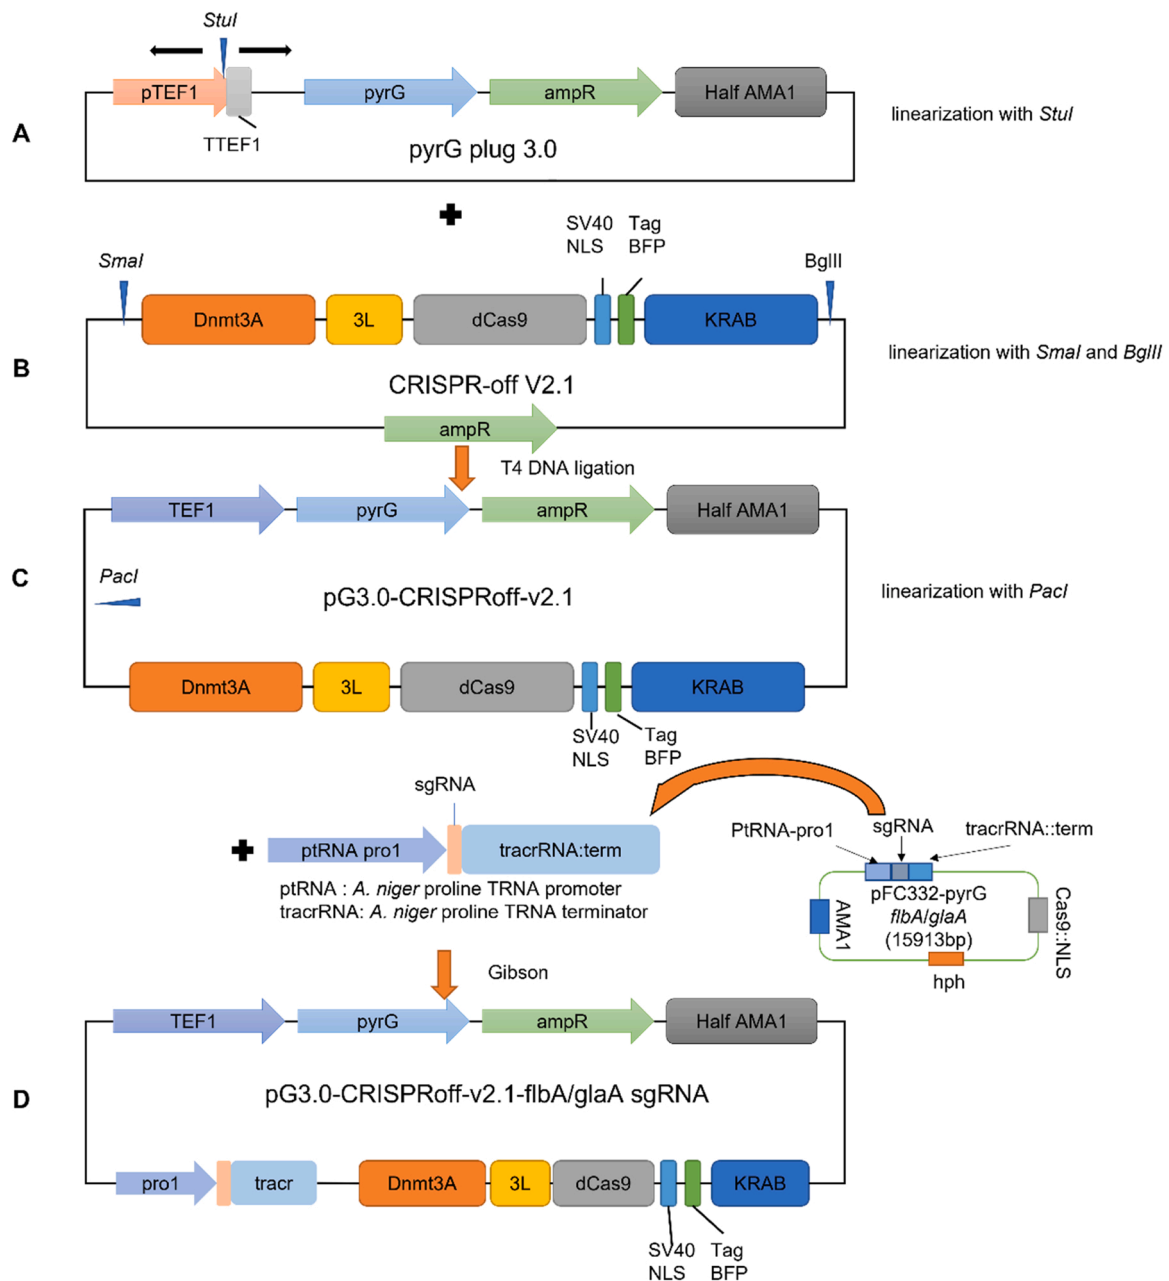 StuI
pTEF1
pyrG
ampR
Half AMA1
linearization with StuI
A
TTEF1
pyrG plug 3.0
SV40
NLS
Tag
BFP
SmaI
BglII
Dnmt3A
3L
dCas9
KRAB
linearization with SmaI and BglII
B
CRISPR-off V2.1
ampR
T4 DNA ligation
TEF1
pyrG
ampR
Half AMA1
C
PacI
pG3.0-CRISPRoff-v2.1
linearization with PacI
Dnmt3A
3L
dCas9
KRAB
SV40
NLS
Tag
BFP
sgRNA
ptRNA pro1
tracrRNA:term
ptRNA : A. niger proline TRNA promoter
tracrRNA: A. niger proline TRNA terminator
PtRNA-pro1
sgRNA
tracrRNA::term
pFC332-pyrG
flbA/glaA
(15913bp)
AMA1
Cas9::NLS
hph
Gibson
TEF1
pyrG
ampR
Half AMA1
D
pG3.0-CRISPRoff-v2.1-flbA/glaA sgRNA
pro1
tracr
Dnmt3A
3L
dCas9
KRAB
SV40
NLS
Tag
BFP